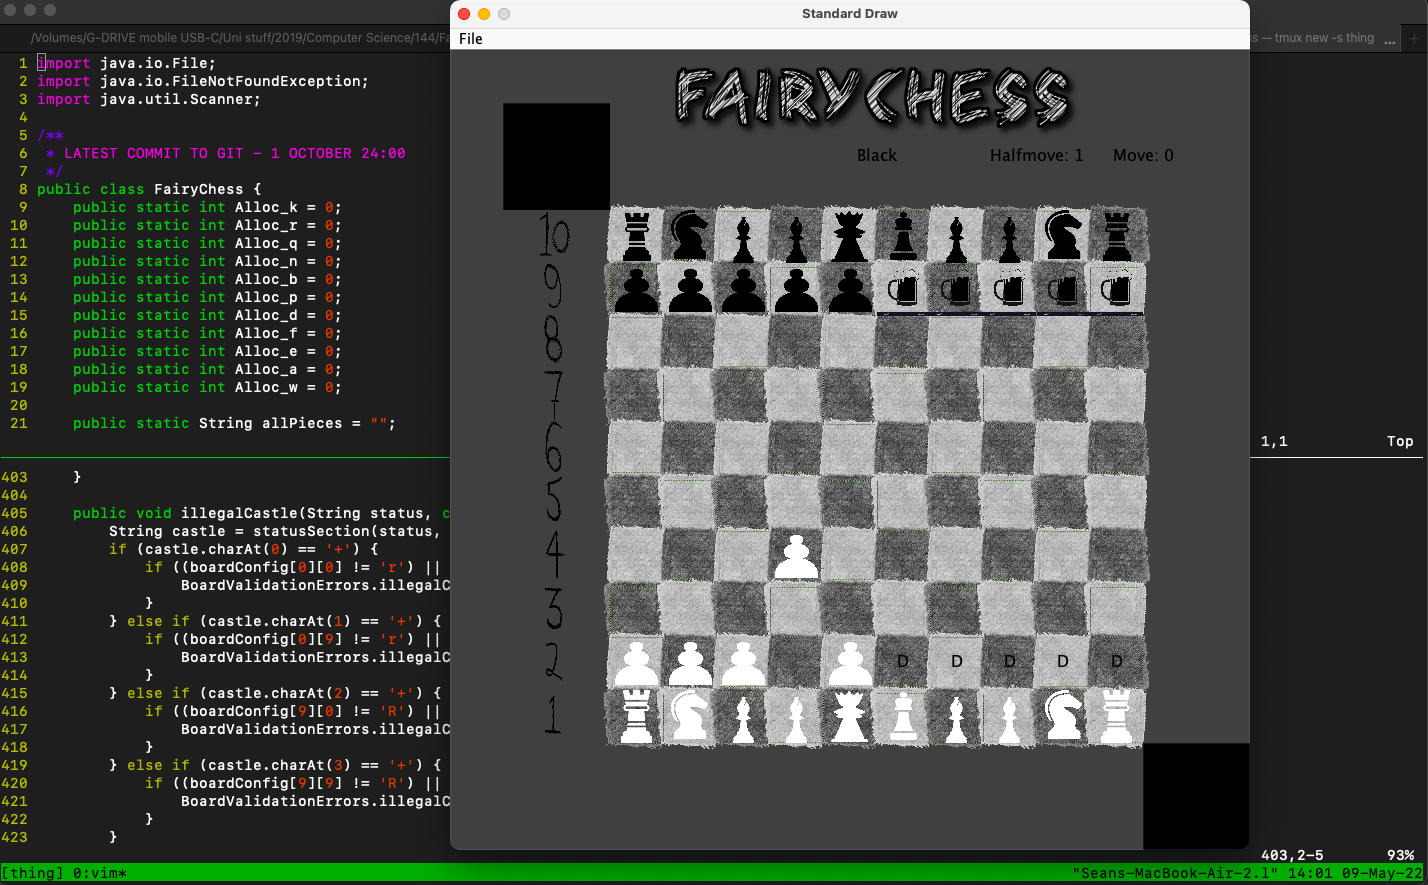 Standard Draw
/Volumes/G-DRIVE mobile USB-C/Uni stuff/2019/Computer Science/144/Fa
s — tmux new -s thing ... +
File
1 import java.io.File;
2 import java.io.FileNotFoundException;
3 import java.util.Scanner;
4
5 /**
6 * LATEST COMMIT TO GIT - 1 OCTOBER 24:00
7 */
8 public class FairyChess {
9 public static int Alloc_k = 0;
10 public static int Alloc_r = 0;
11 public static int Alloc_q = 0;
12 public static int Alloc_n = 0;
13 public static int Alloc_b = 0;
14 public static int Alloc_p = 0;
15 public static int Alloc_d = 0;
16 public static int Alloc_f = 0;
17 public static int Alloc_e = 0;
18 public static int Alloc_a = 0;
19 public static int Alloc_w = 0;
20
21 public static String allPieces = "";
1,1 Top
403 }
404
405 public void illegalCastle(String status, c
406 String castle = statusSection(status,
407 if (castle.charAt(0) == '+') {
408 if ((boardConfig[0][0] != 'r') ||
409 BoardValidationErrors.illegalC
410 }
411 } else if (castle.charAt(1) == '+') {
412 if ((boardConfig[0][9] != 'r') ||
413 BoardValidationErrors.illegalC
414 }
415 } else if (castle.charAt(2) == '+') {
416 if ((boardConfig[9][0] != 'R') ||
417 BoardValidationErrors.illegalC
418 }
419 } else if (castle.charAt(3) == '+') {
420 if ((boardConfig[9][9] != 'R') ||
421 BoardValidationErrors.illegalC
422 }
423 }
403,2-5 93%
[thing] 0:vim* "Seans-MacBook-Air-2.l" 14:01 09-May-22
FAIRYCHESS
Black Halfmove: 1 Move: 0
10
9
8
7
6
5
4
3
2 D D D D D
1